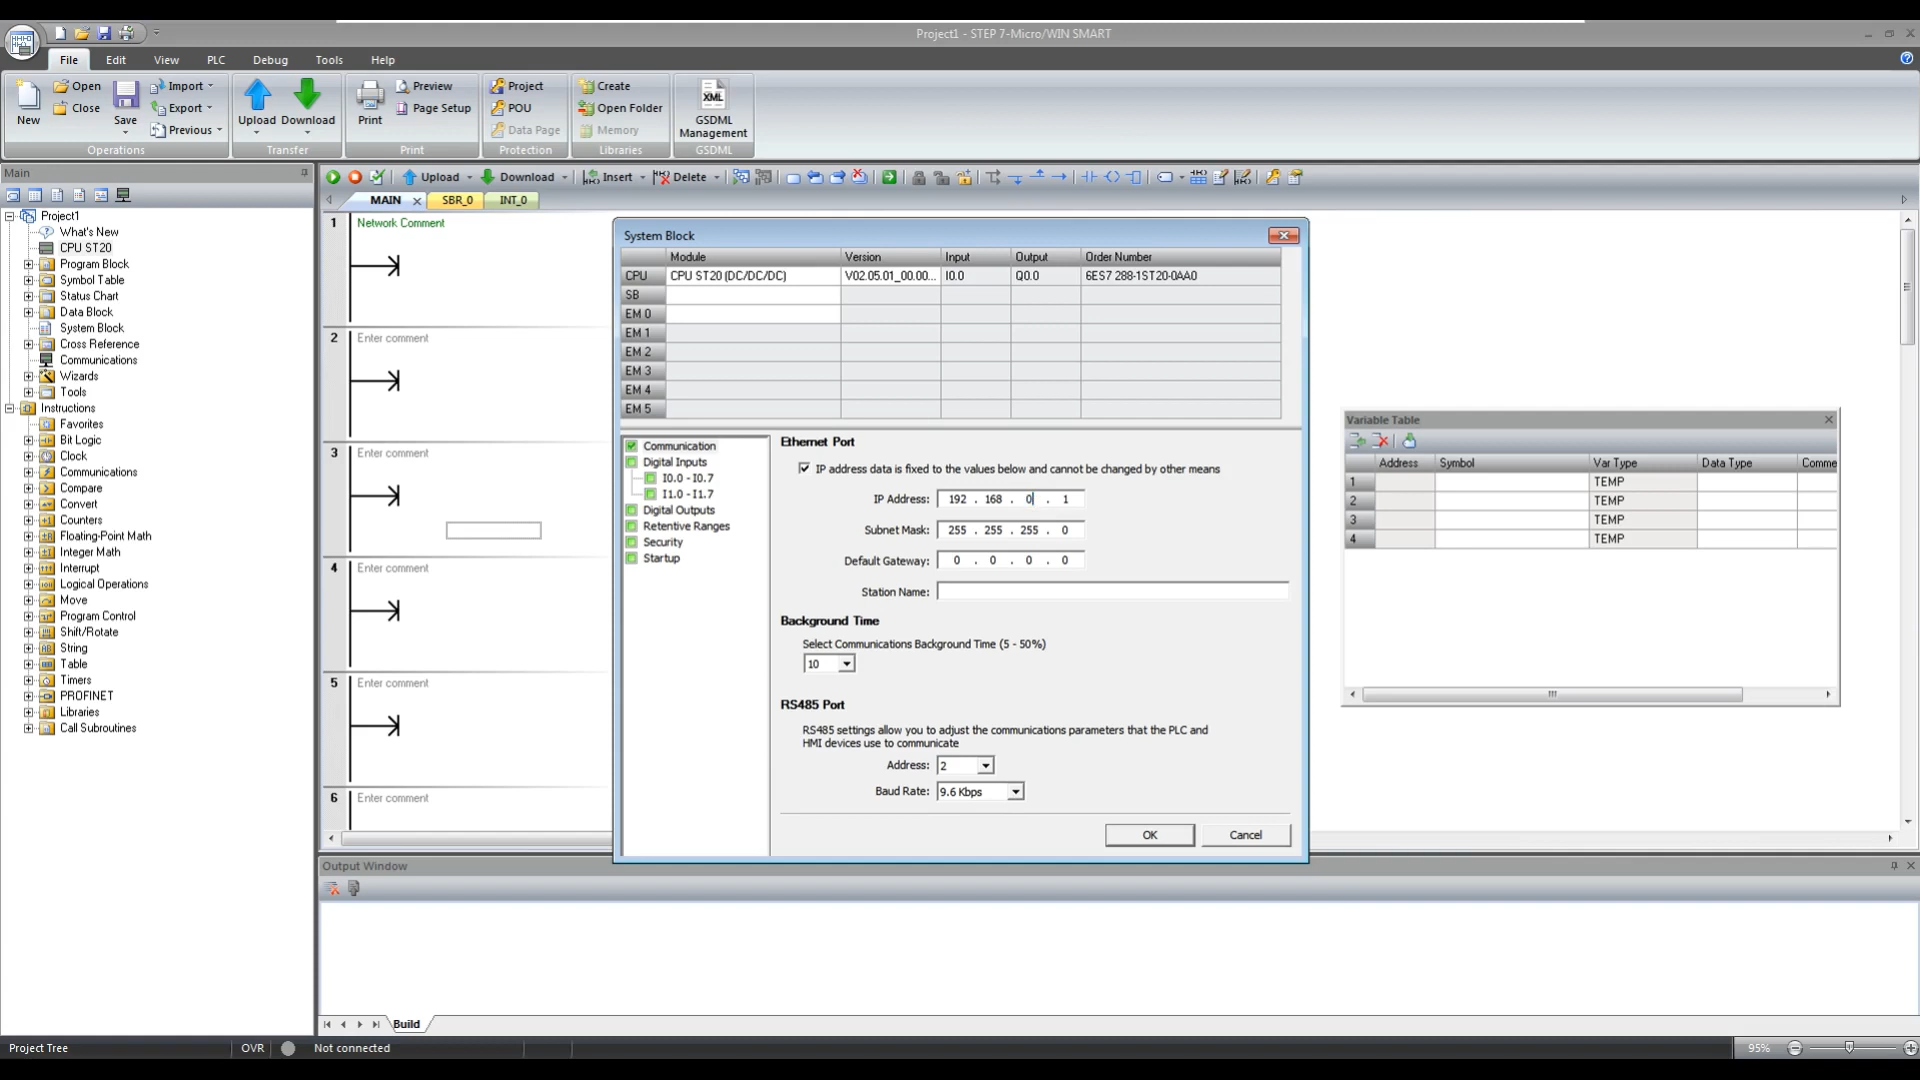 Project1 - STEP 7-Micro/WIN SMART
File Edit View PLC Debug Tools Help
New
Open
Close
Save
Import
Export
Previous
Operations
Upload
Download
Transfer
Print
Preview
Page Setup
Print
Project
POU
Data Page
Protection
Create
Open Folder
Memory
Libraries
XML
GSDML
Management
GSDML
Main
Project1
What's New
CPU ST20
Program Block
Symbol Table
Status Chart
Data Block
System Block
Cross Reference
Communications
Wizards
Tools
Instructions
Favorites
Bit Logic
Clock
Communications
Compare
Convert
Counters
Floating-Point Math
Integer Math
Interrupt
Logical Operations
Move
Program Control
Shift/Rotate
String
Table
Timers
PROFINET
Libraries
Call Subroutines
Upload Download Insert Delete
MAIN SBR_0 INT_0
1 Network Comment
2 Enter comment
3 Enter comment
4 Enter comment
5 Enter comment
6 Enter comment
System Block
Module Version Input Output Order Number
CPU CPU ST20 (DC/DC/DC) V02.05.01_00.00... I0.0 Q0.0 6ES7 288-1ST20-0AA0
SB
EM 0
EM 1
EM 2
EM 3
EM 4
EM 5
Communication
Digital Inputs
I0.0 - I0.7
I1.0 - I1.7
Digital Outputs
Retentive Ranges
Security
Startup
Ethernet Port
IP address data is fixed to the values below and cannot be changed by other means
IP Address: 192 . 168 . 0 . 1
Subnet Mask: 255 . 255 . 255 . 0
Default Gateway: 0 . 0 . 0 . 0
Station Name:
Background Time
Select Communications Background Time (5 - 50%)
10
RS485 Port
RS485 settings allow you to adjust the communications parameters that the PLC and
HMI devices use to communicate
Address: 2
Baud Rate: 9.6 Kbps
OK Cancel
Variable Table
Address Symbol Var Type Data Type Comme
1 TEMP
2 TEMP
3 TEMP
4 TEMP
Output Window
Build
Project Tree OVR Not connected 95%